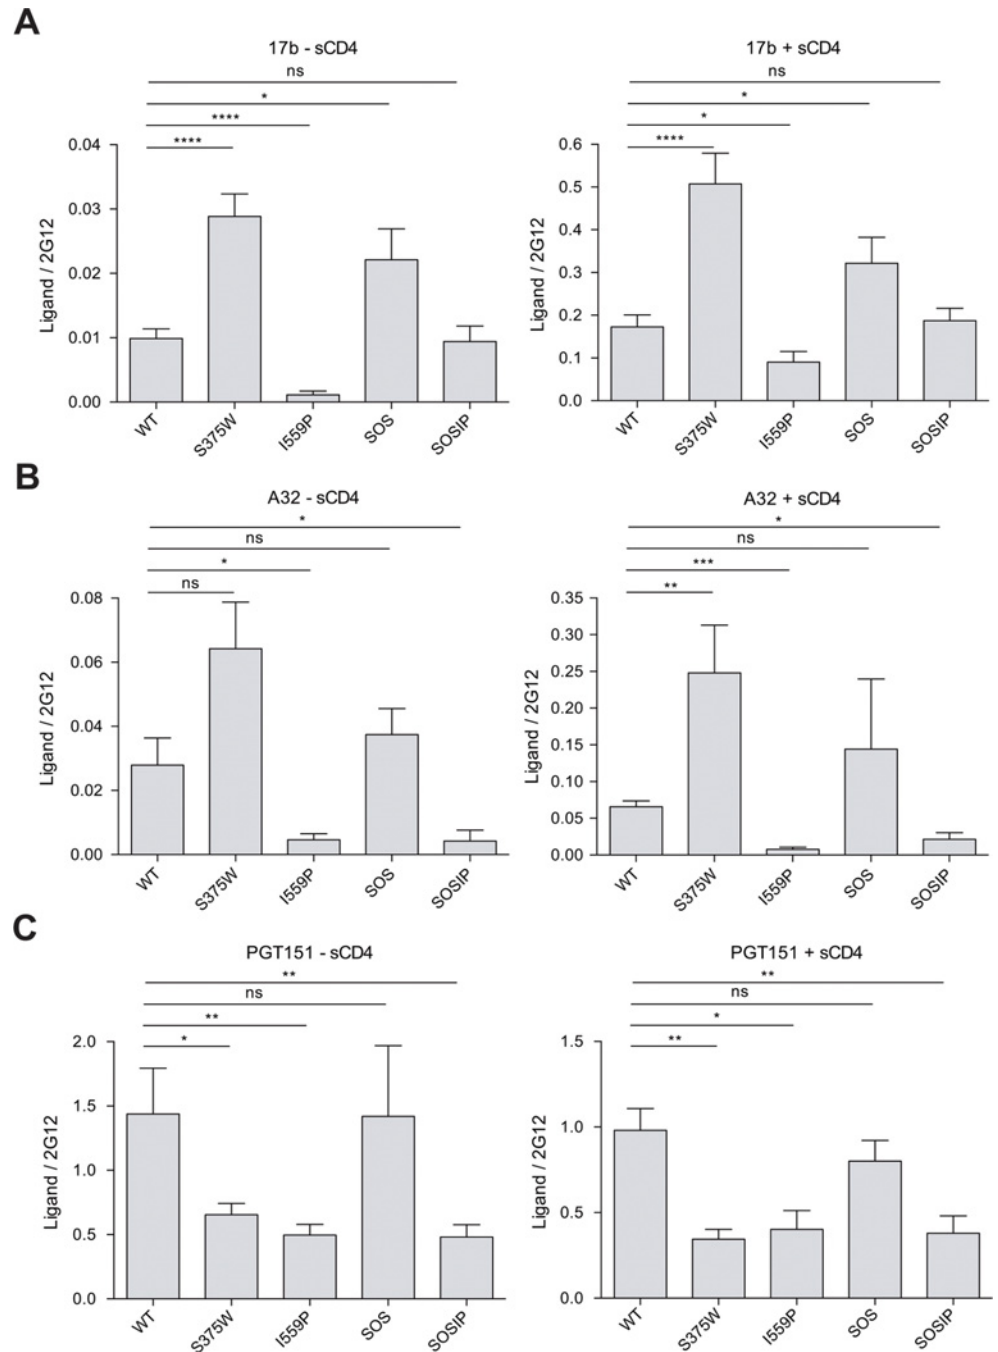 A
17b - sCD4
ns
*
****
****
Ligand / 2G12
0.04
0.03
0.02
0.01
0.00
WT
S375W
I559P
SOS
SOSIP
17b + sCD4
ns
*
*
****
Ligand / 2G12
0.6
0.5
0.4
0.3
0.2
0.1
0.0
WT
S375W
I559P
SOS
SOSIP
B
A32 - sCD4
*
ns
*
ns
Ligand / 2G12
0.08
0.06
0.04
0.02
0.00
WT
S375W
I559P
SOS
SOSIP
A32 + sCD4
*
ns
***
**
Ligand / 2G12
0.35
0.30
0.25
0.20
0.15
0.10
0.05
0.00
WT
S375W
I559P
SOS
SOSIP
C
PGT151 - sCD4
**
ns
**
*
Ligand / 2G12
2.0
1.5
1.0
0.5
0.0
WT
S375W
I559P
SOS
SOSIP
PGT151 + sCD4
**
ns
*
**
Ligand / 2G12
1.5
1.0
0.5
0.0
WT
S375W
I559P
SOS
SOSIP